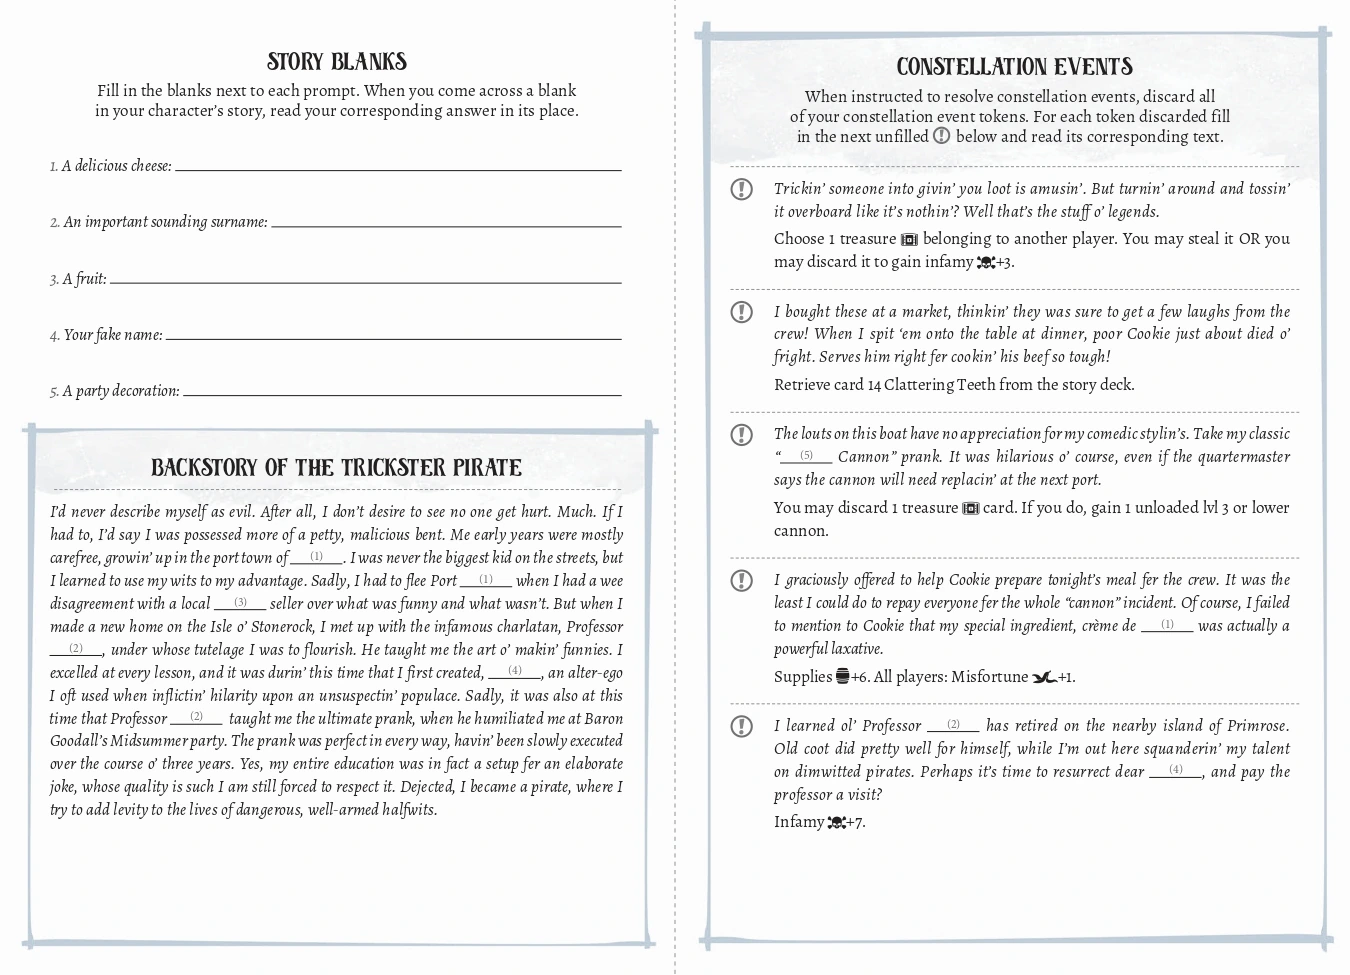 STORY BLANKS
Fill in the blanks next to each prompt. When you come across a blank
in your character's story, read your corresponding answer in its place.
1. A delicious cheese:
2. An important sounding surname:
3. A fruit:
4. Your fake name:
5. A party decoration:
BACKSTORY OF THE TRICKSTER PIRATE
I'd never describe myself as evil. After all, I don't desire to see no one get hurt. Much. If I
had to, I'd say I was possessed more of a petty, malicious bent. Me early years were mostly
carefree, growin' up in the port town of (1). I was never the biggest kid on the streets, but
I learned to use my wits to my advantage. Sadly, I had to flee Port (1) when I had a wee
disagreement with a local (3) seller over what was funny and what wasn't. But when I
made a new home on the Isle o' Stonerock, I met up with the infamous charlatan, Professor
(2), under whose tutelage I was to flourish. He taught me the art o' makin' funnies. I
excelled at every lesson, and it was durin' this time that I first created, (4), an alter-ego
I oft used when inflictin' hilarity upon an unsuspectin' populace. Sadly, it was also at this
time that Professor (2) taught me the ultimate prank, when he humiliated me at Baron
Goodall's Midsummer party. The prank was perfect in every way, havin' been slowly executed
over the course o' three years. Yes, my entire education was in fact a setup fer an elaborate
joke, whose quality is such I am still forced to respect it. Dejected, I became a pirate, where I
try to add levity to the lives of dangerous, well-armed halfwits.
CONSTELLATION EVENTS
When instructed to resolve constellation events, discard all
of your constellation event tokens. For each token discarded fill
in the next unfilled ! below and read its corresponding text.
! Trickin' someone into givin' you loot is amusin'. But turnin' around and tossin'
it overboard like it's nothin'? Well that's the stuff o' legends.
Choose 1 treasure belonging to another player. You may steal it OR you
may discard it to gain infamy +3.
! I bought these at a market, thinkin' they was sure to get a few laughs from the
crew! When I spit 'em onto the table at dinner, poor Cookie just about died o'
fright. Serves him right fer cookin' his beef so tough!
Retrieve card 14 Clattering Teeth from the story deck.
! The louts on this boat have no appreciation for my comedic stylin's. Take my classic
"(5) Cannon" prank. It was hilarious o' course, even if the quartermaster
says the cannon will need replacin' at the next port.
You may discard 1 treasure card. If you do, gain 1 unloaded lvl 3 or lower
cannon.
! I graciously offered to help Cookie prepare tonight's meal fer the crew. It was the
least I could do to repay everyone fer the whole "cannon" incident. Of course, I failed
to mention to Cookie that my special ingredient, crème de (1) was actually a
powerful laxative.
Supplies +6. All players: Misfortune +1.
! I learned ol' Professor (2) has retired on the nearby island of Primrose.
Old coot did pretty well for himself, while I'm out here squanderin' my talent
on dimwitted pirates. Perhaps it's time to resurrect dear (4), and pay the
professor a visit?
Infamy +7.